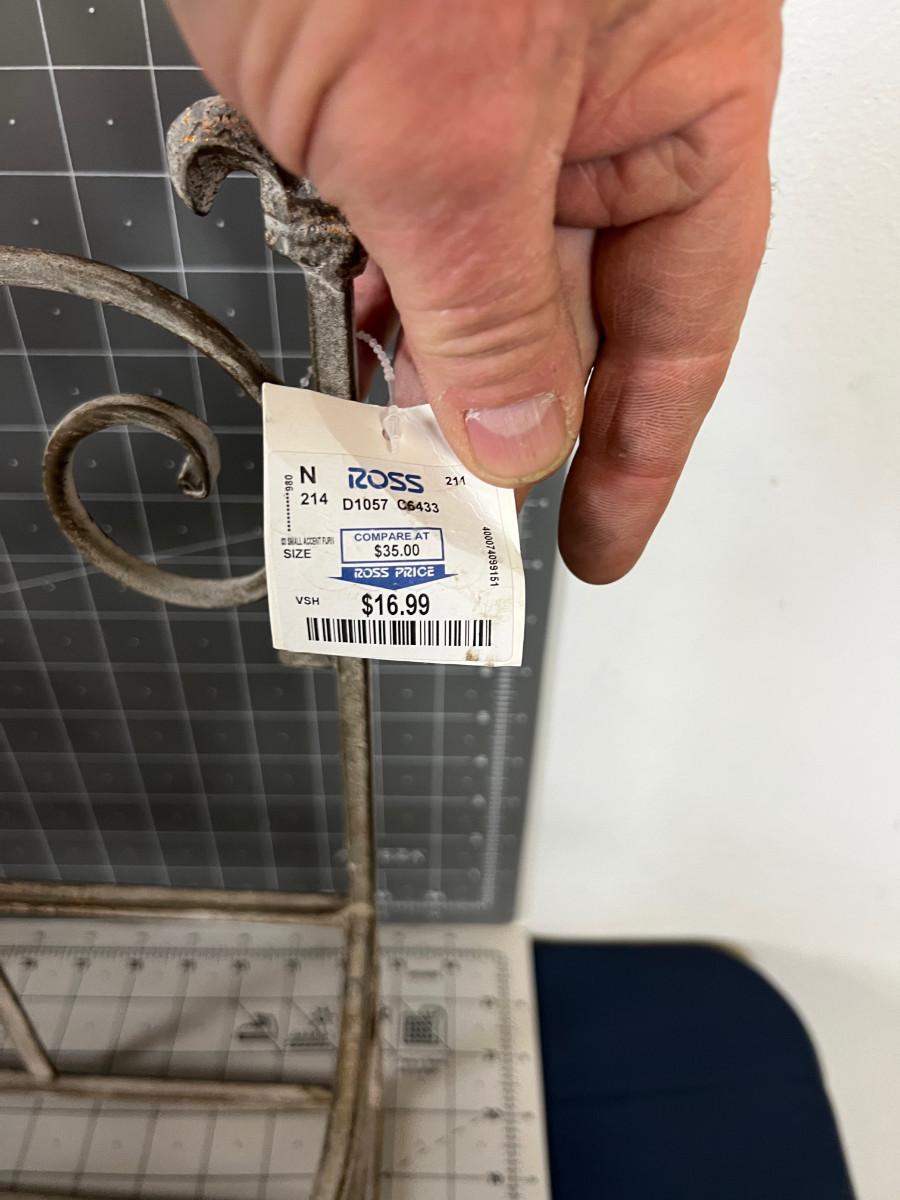 N ROSS 211
214 D1057 C6433
SMALL ACCENT FURN
SIZE
COMPARE AT
$35.00
ROSS PRICE
VSH $16.99
400074099151